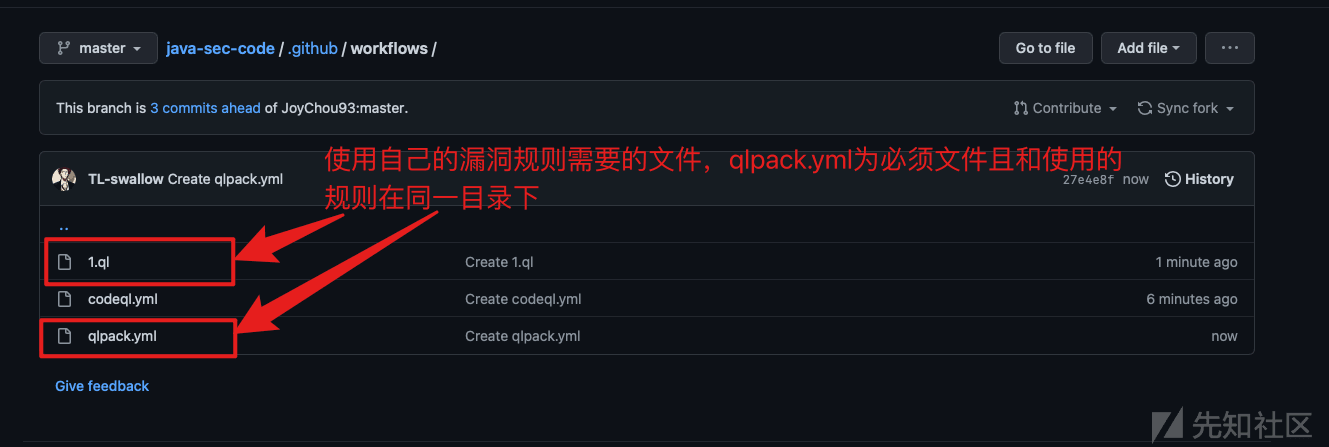 master java-sec-code / .github / workflows / Go to file Add file ...
This branch is 3 commits ahead of JoyChou93:master. Contribute Sync fork
使用自己的漏洞规则需要的文件，qlpack.yml为必须文件且和使用的
规则在同一目录下
TL-swallow Create qlpack.yml 27e4e8f now History
..
1.ql Create 1.ql 1 minute ago
codeql.yml Create codeql.yml 6 minutes ago
qlpack.yml Create qlpack.yml now
Give feedback
先知社区